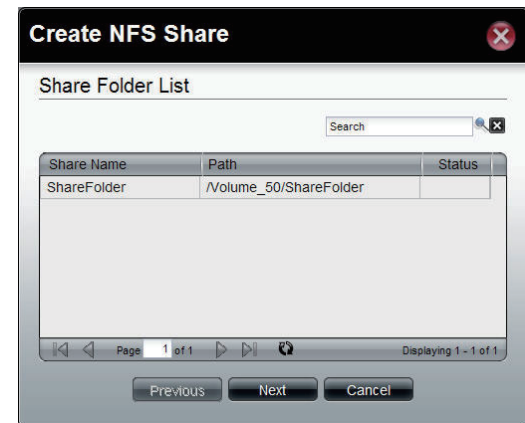 Create NFS Share
Share Folder List
Search
Share Name Path Status
ShareFolder /Volume_50/ShareFolder
Page 1 of 1 Displaying 1 - 1 of 1
Previous Next Cancel